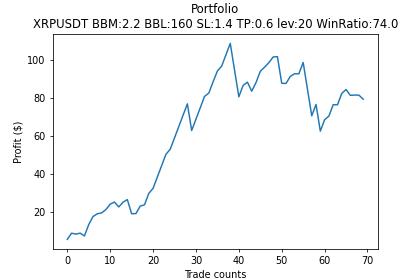 Portfolio
XRPUSDT BBM:2.2 BBL:160 SL:1.4 TP:0.6 lev:20 WinRatio:74.0
100
80
60
40
20
Profit ($)
0 10 20 30 40 50 60 70
Trade counts